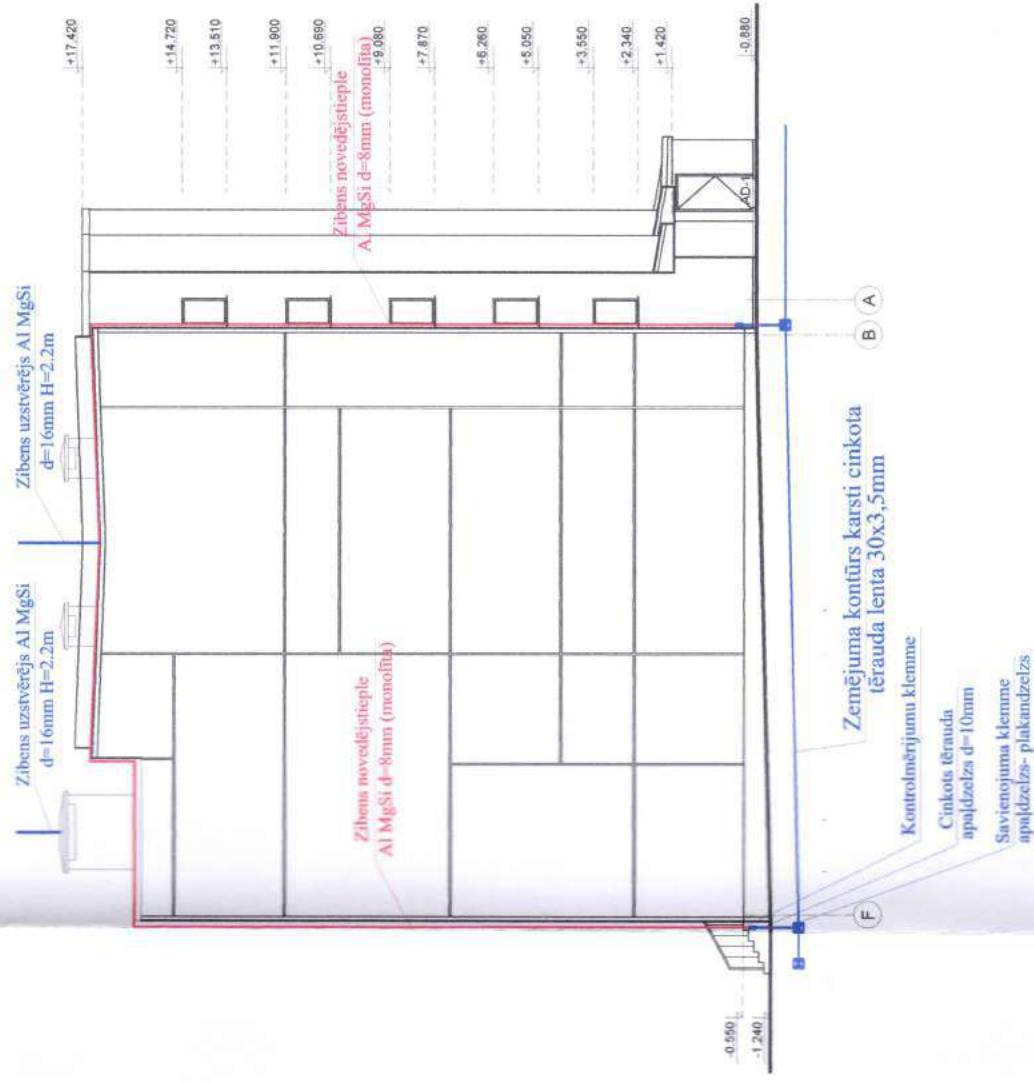 Zibens uztvērējs Al MgSi
d=16mm H=2.2m
Zibens uztvērējs Al MgSi
d=16mm H=2.2m
+17.420
+14.720
+13.510
+11.900
+10.690
+9.080
+7.870
+6.260
+5.050
+3.550
+2.340
+1.420
-0.880
Zibens novedējstieple
A. MgSi d=8mm (monolīta)
Zibens novedējstieple
Al MgSi d=8mm (monolīta)
AD-1
-0.550
-1.240
F
B
A
Zemējuma kontūrs karsti cinkota
tērauda lenta 30x3,5mm
Kontrolmērījumu klemme
Cinkots tērauda
apaļdzelzs d=10mm
Savienojuma klemme
apaļdzelzs- plakandzelzs